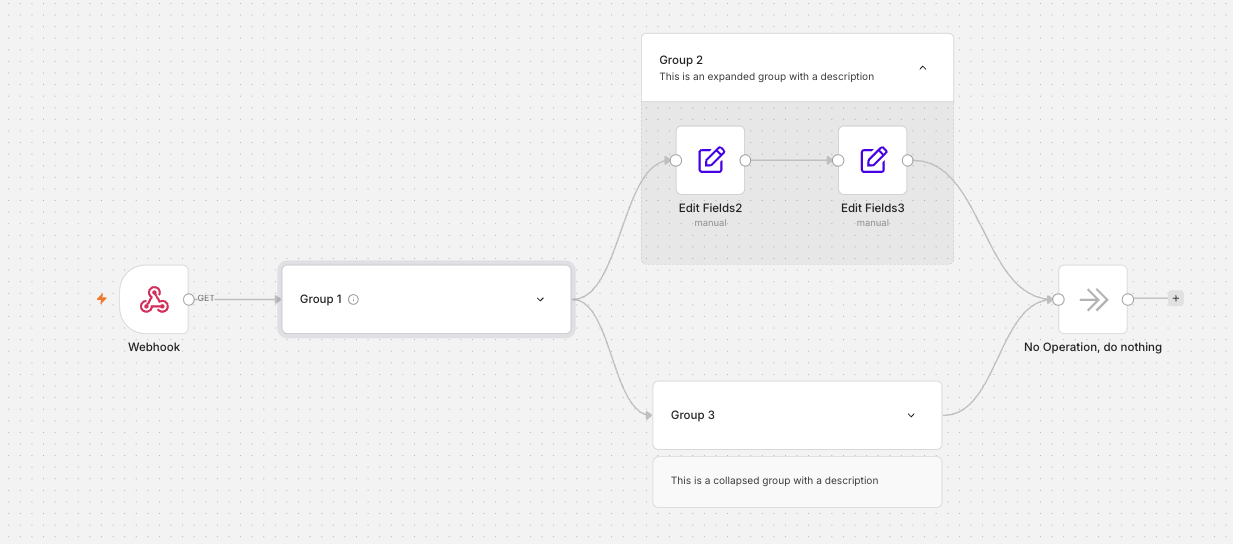 Group 2
This is an expanded group with a description
Edit Fields2
manual
Edit Fields3
manual
GET
Webhook
Group 1
No Operation, do nothing
Group 3
This is a collapsed group with a description